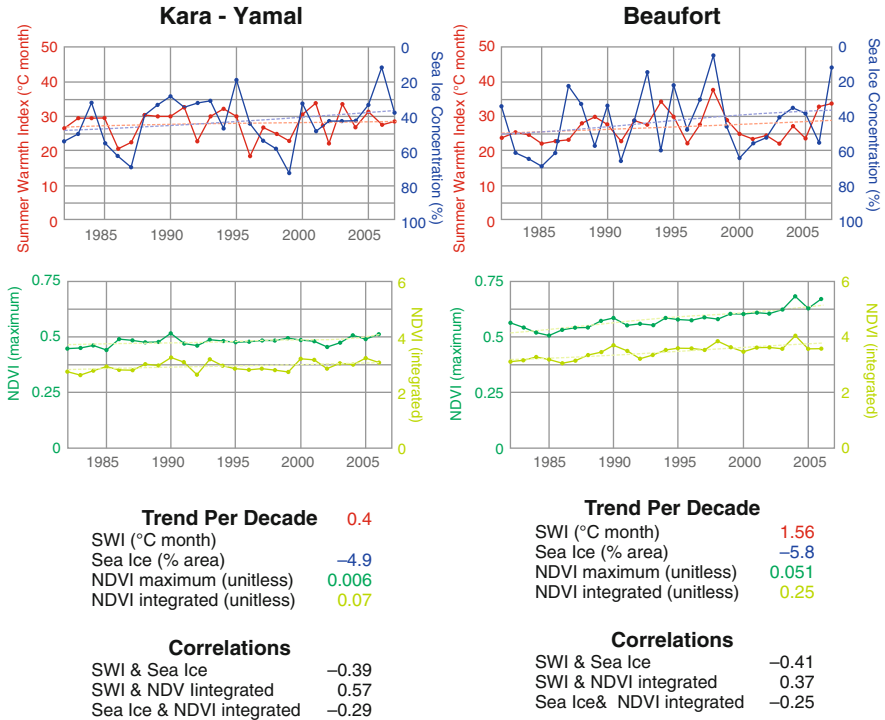 Kara - Yamal
50
40
30
20
10
0
Summer Warmth Index (°C month)
0
20
40
60
80
100
Sea Ice Concentration (%)
1985
1990
1995
2000
2005
Beaufort
50
40
30
20
10
0
Summer Warmth Index (°C month)
0
20
40
60
80
100
Sea Ice Concentration (%)
1985
1990
1995
2000
2005
0.75
0.5
0.25
0
NDVI (maximum)
6
4
2
0
NDVI (integrated)
1985
1990
1995
2000
2005
0.75
0.5
0.25
0
NDVI (maximum)
6
4
2
0
NDVI (integrated)
1985
1990
1995
2000
2005
Trend Per Decade 0.4
SWI (°C month)
Sea Ice (% area) –4.9
NDVI maximum (unitless) 0.006
NDVI integrated (unitless) 0.07
Correlations
SWI & Sea Ice –0.39
SWI & NDV Iintegrated 0.57
Sea Ice & NDVI integrated –0.29
Trend Per Decade
SWI (°C month) 1.56
Sea Ice (% area) –5.8
NDVI maximum (unitless) 0.051
NDVI integrated (unitless) 0.25
Correlations
SWI & Sea Ice –0.41
SWI & NDVI integrated 0.37
Sea Ice& NDVI integrated –0.25